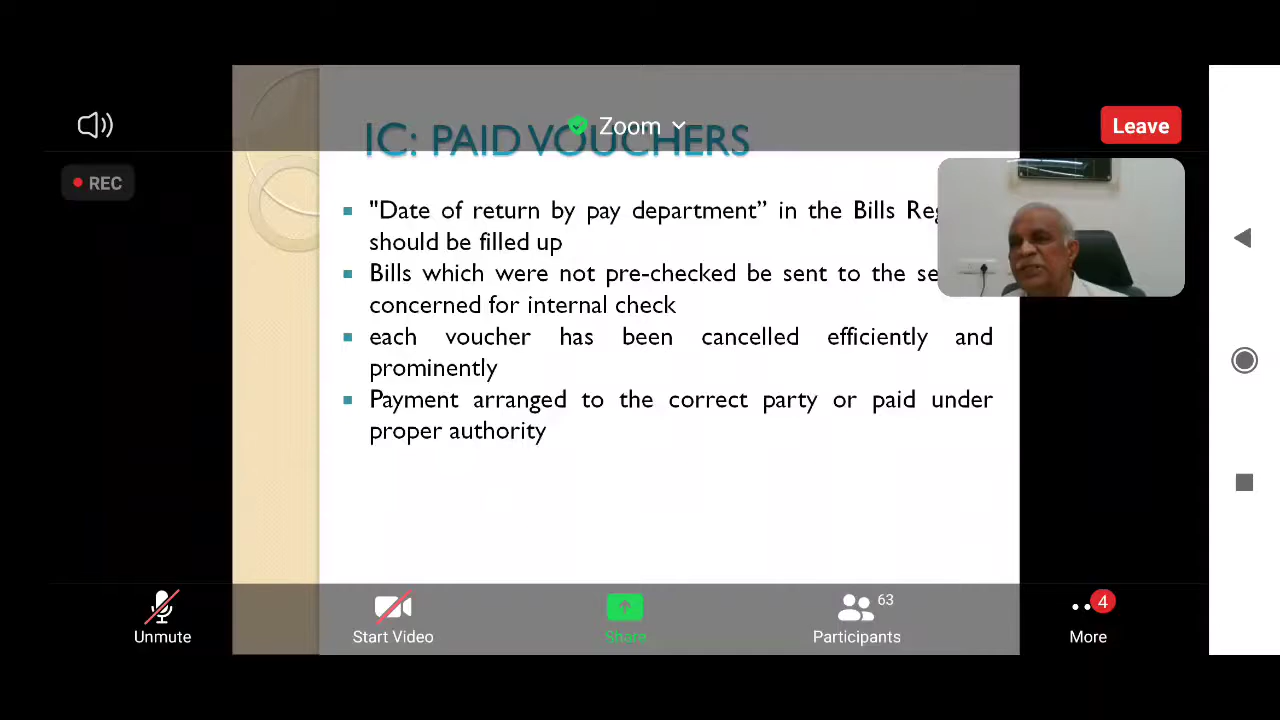 Zoom
Leave
IC: PAID VOUCHERS
REC
"Date of return by pay department” in the Bills
should be filled up
Bills which were not pre-checked be sent to the
concerned for internal check
each voucher has been cancelled efficiently and
prominently
Payment arranged to the correct party or paid under
proper authority
63
4
Unmute
Start Video
Share
Participants
More